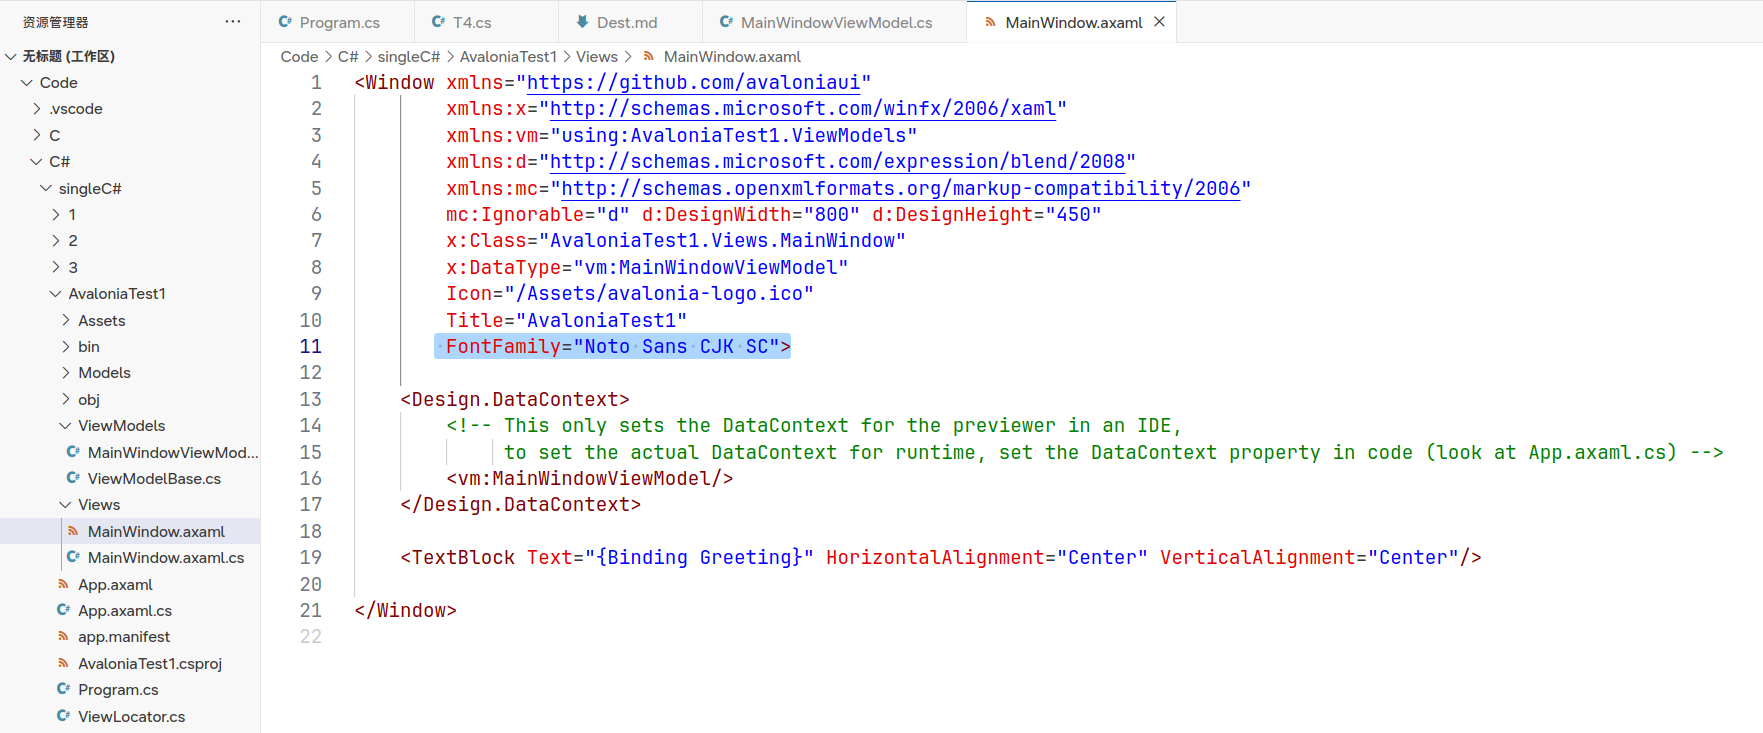 资源管理器
···
无标题 (工作区)
Code
.vscode
C
C#
singleC#
1
2
3
AvaloniaTest1
Assets
bin
Models
obj
ViewModels
C# MainWindowViewMod...
C# ViewModelBase.cs
Views
MainWindow.axaml
C# MainWindow.axaml.cs
App.axaml
C# App.axaml.cs
app.manifest
AvaloniaTest1.csproj
C# Program.cs
C# ViewLocator.cs
C# Program.cs
C# T4.cs
Dest.md
C# MainWindowViewModel.cs
MainWindow.axaml
Code > C# > singleC# > AvaloniaTest1 > Views > MainWindow.axaml
1 <Window xmlns="https://github.com/avaloniaui"
2 xmlns:x="http://schemas.microsoft.com/winfx/2006/xaml"
3 xmlns:vm="using:AvaloniaTest1.ViewModels"
4 xmlns:d="http://schemas.microsoft.com/expression/blend/2008"
5 xmlns:mc="http://schemas.openxmlformats.org/markup-compatibility/2006"
6 mc:Ignorable="d" d:DesignWidth="800" d:DesignHeight="450"
7 x:Class="AvaloniaTest1.Views.MainWindow"
8 x:DataType="vm:MainWindowViewModel"
9 Icon="/Assets/avalonia-logo.ico"
10 Title="AvaloniaTest1"
11 FontFamily="Noto Sans CJK SC">
12
13 <Design.DataContext>
14 <!-- This only sets the DataContext for the previewer in an IDE,
15 to set the actual DataContext for runtime, set the DataContext property in code (look at App.axaml.cs) -->
16 <vm:MainWindowViewModel/>
17 </Design.DataContext>
18
19 <TextBlock Text="{Binding Greeting}" HorizontalAlignment="Center" VerticalAlignment="Center"/>
20
21 </Window>
22